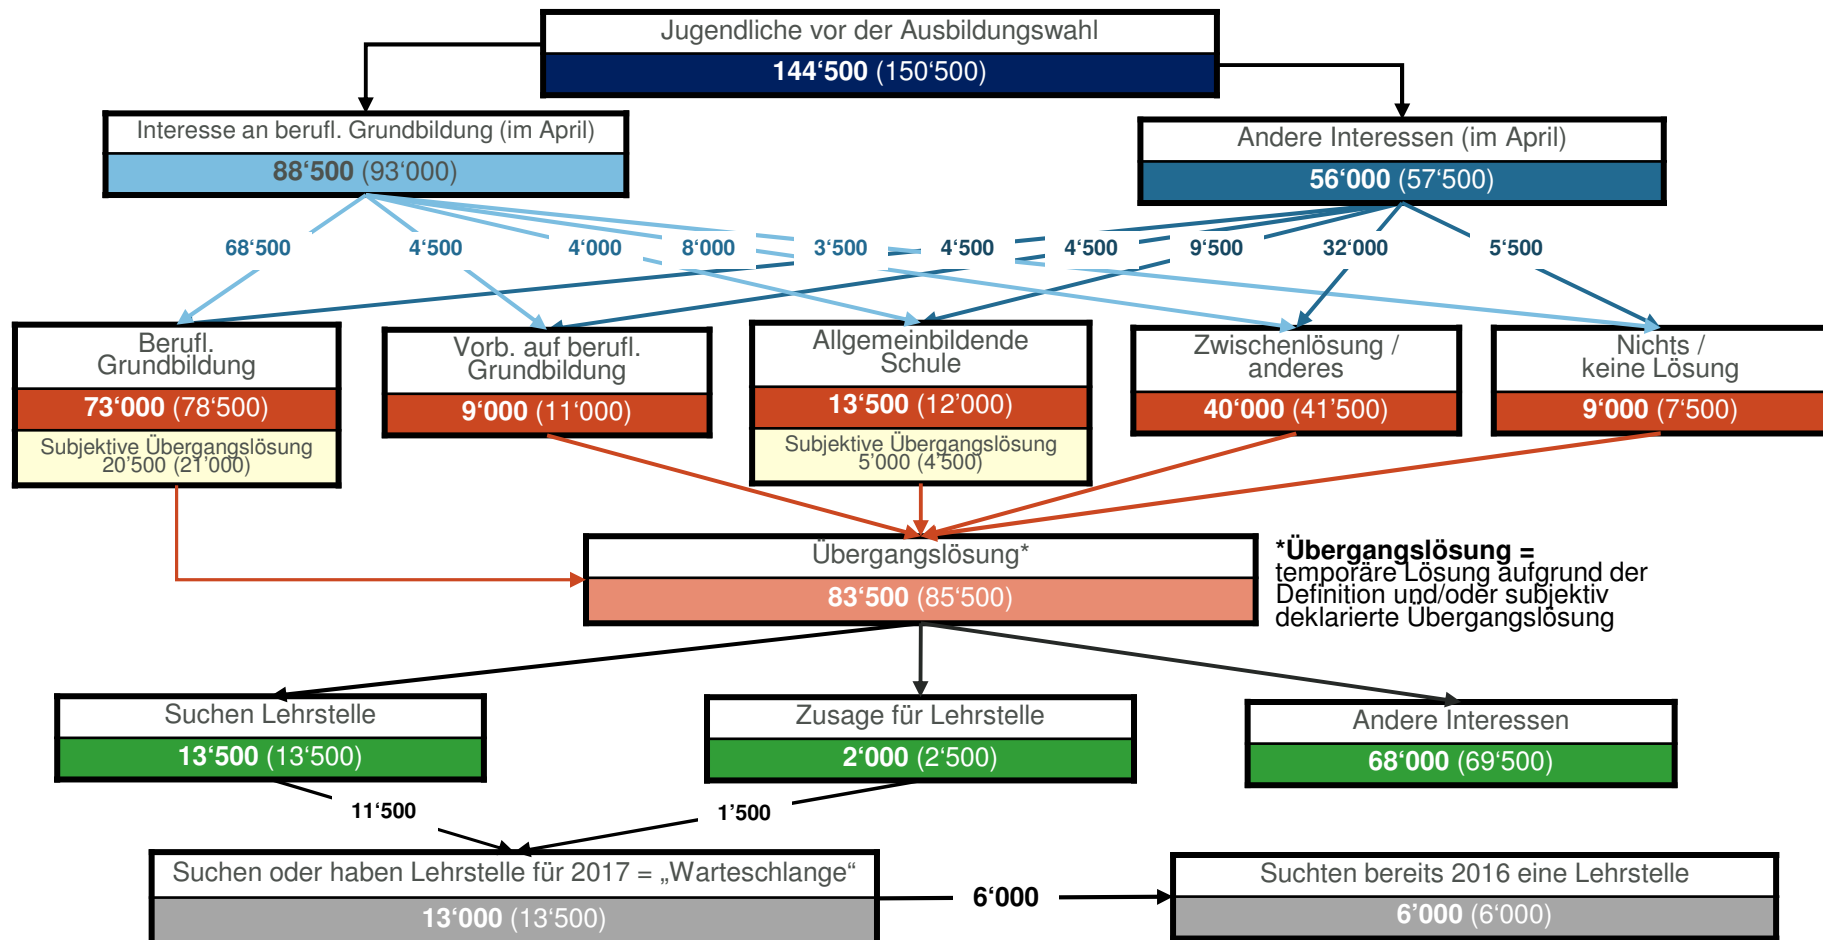 Jugendliche vor der Ausbildungswahl
144‘500 (150‘500)
Interesse an berufl. Grundbildung (im April)
88‘500 (93‘000)
Andere Interessen (im April)
56‘000 (57‘500)
68‘500
4‘500
4‘000
8’000
3‘500
4‘500
4‘500
9‘500
32‘000
5‘500
Berufl.
Grundbildung
73‘000 (78’500)
Subjektive Übergangslösung
20’500 (21’000)
Vorb. auf berufl.
Grundbildung
9‘000 (11’000)
Allgemeinbildende
Schule
13’500 (12’000)
Subjektive Übergangslösung
5’000 (4’500)
Zwischenlösung /
anderes
40’000 (41’500)
Nichts /
keine Lösung
9’000 (7’500)
Übergangslösung*
83’500 (85’500)
*Übergangslösung =
temporäre Lösung aufgrund der
Definition und/oder subjektiv
deklarierte Übergangslösung
Suchen Lehrstelle
13‘500 (13‘500)
Zusage für Lehrstelle
2‘000 (2‘500)
Andere Interessen
68‘000 (69‘500)
11‘500
1’500
Suchen oder haben Lehrstelle für 2017 = „Warteschlange“
13‘000 (13‘500)
6‘000
Suchten bereits 2016 eine Lehrstelle
6’000 (6’000)